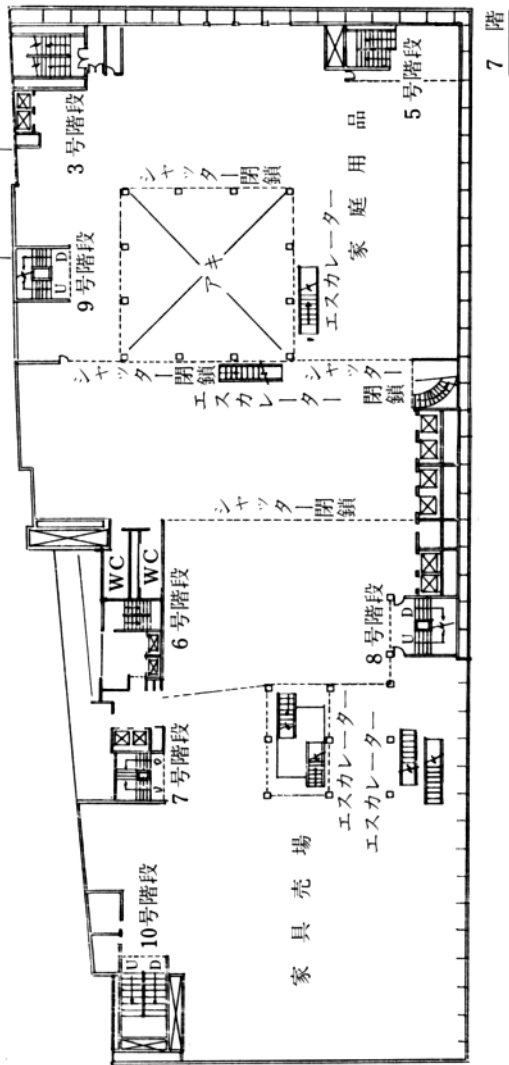 7 階
3 号階段
5 号階段
シャッター閉鎖
家庭用品
エスカレーター
アキ
9 号階段
U D
シャッター閉鎖
エスカレーター
シャッター閉鎖
シャッター閉鎖
WC
WC
6 号階段
8 号階段
U D
7 号階段
エスカレーター
エスカレーター
家具売場
10号階段
U D